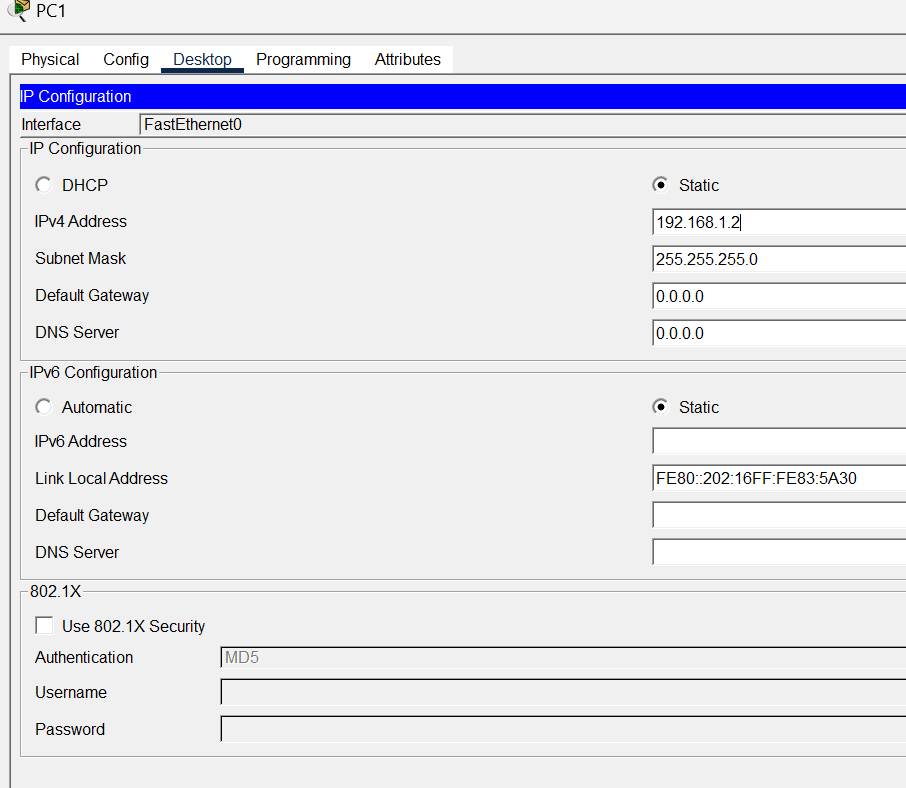 PC1
Physical Config Desktop Programming Attributes
IP Configuration
Interface FastEthernet0
IP Configuration
DHCP Static
IPv4 Address 192.168.1.2
Subnet Mask 255.255.255.0
Default Gateway 0.0.0.0
DNS Server 0.0.0.0
IPv6 Configuration
Automatic Static
IPv6 Address
Link Local Address FE80::202:16FF:FE83:5A30
Default Gateway
DNS Server
802.1X
Use 802.1X Security
Authentication MD5
Username
Password